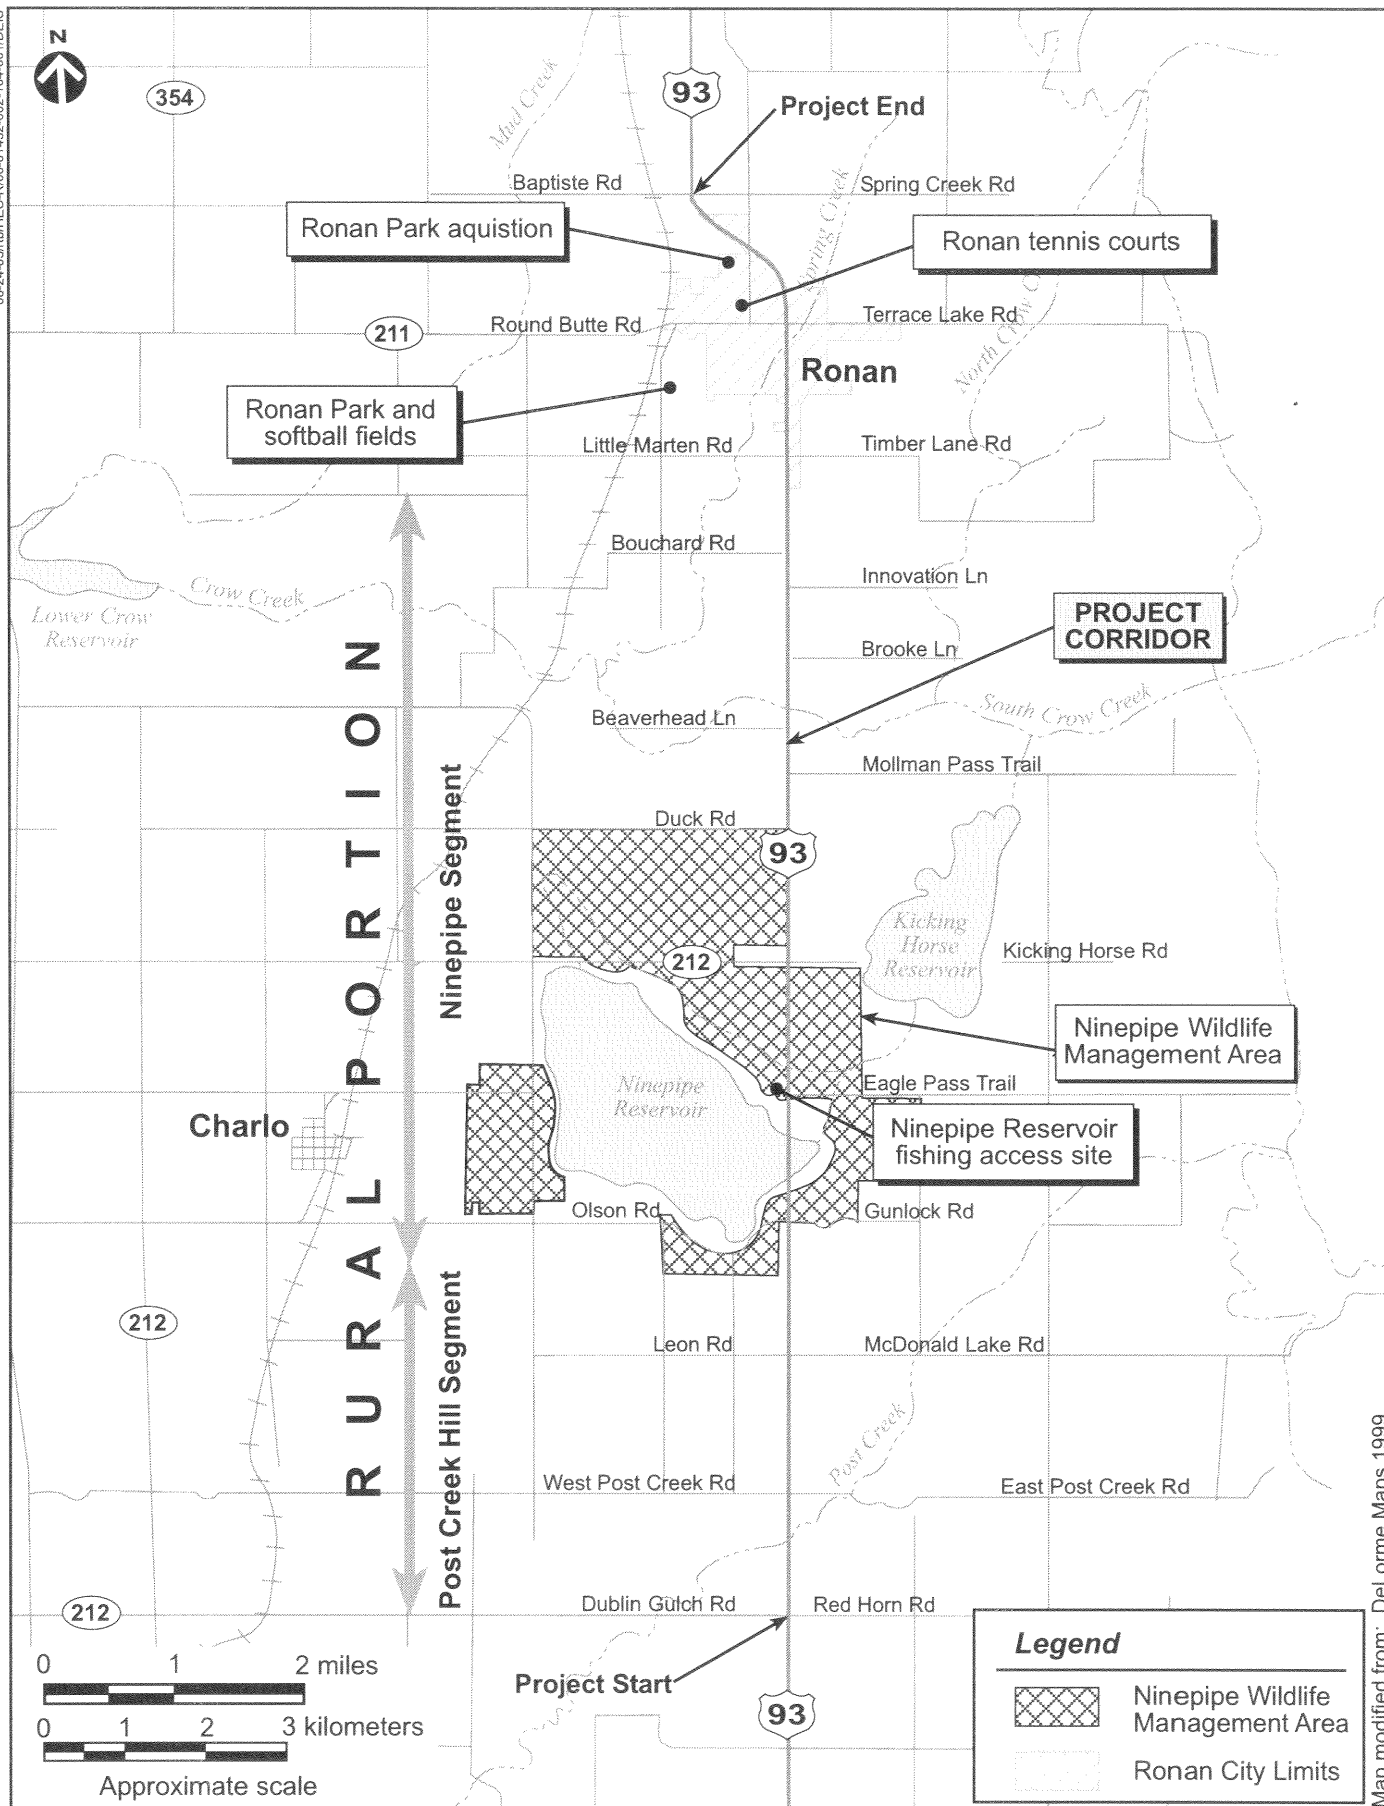 N
354
93
Project End
Mud Creek
Baptiste Rd
Spring Creek Rd
Spring Creek
Ronan Park aquistion
Ronan tennis courts
211
Round Butte Rd
Terrace Lake Rd
North Crow
Ronan
Ronan Park and
softball fields
Little Marten Rd
Timber Lane Rd
Bouchard Rd
Innovation Ln
Crow Creek
Lower Crow
Reservoir
PROJECT
CORRIDOR
Brooke Ln
South Crow Creek
Beaverhead Ln
Mollman Pass Trail
RURAL PORTION
Ninepipe Segment
Duck Rd
93
Kicking
Horse
Reservoir
212
Kicking Horse Rd
Ninepipe Wildlife
Management Area
Ninepipe
Reservoir
Eagle Pass Trail
Charlo
Ninepipe Reservoir
fishing access site
Olson Rd
Gunlock Rd
Post Creek Hill Segment
212
Leon Rd
McDonald Lake Rd
Post Creek
West Post Creek Rd
East Post Creek Rd
212
Dublin Gulch Rd
Red Horn Rd
Project Start
93
0 1 2 miles
0 1 2 3 kilometers
Approximate scale
Legend
Ninepipe Wildlife
Management Area
Ronan City Limits
Map modified from: DeLorme Maps 1999